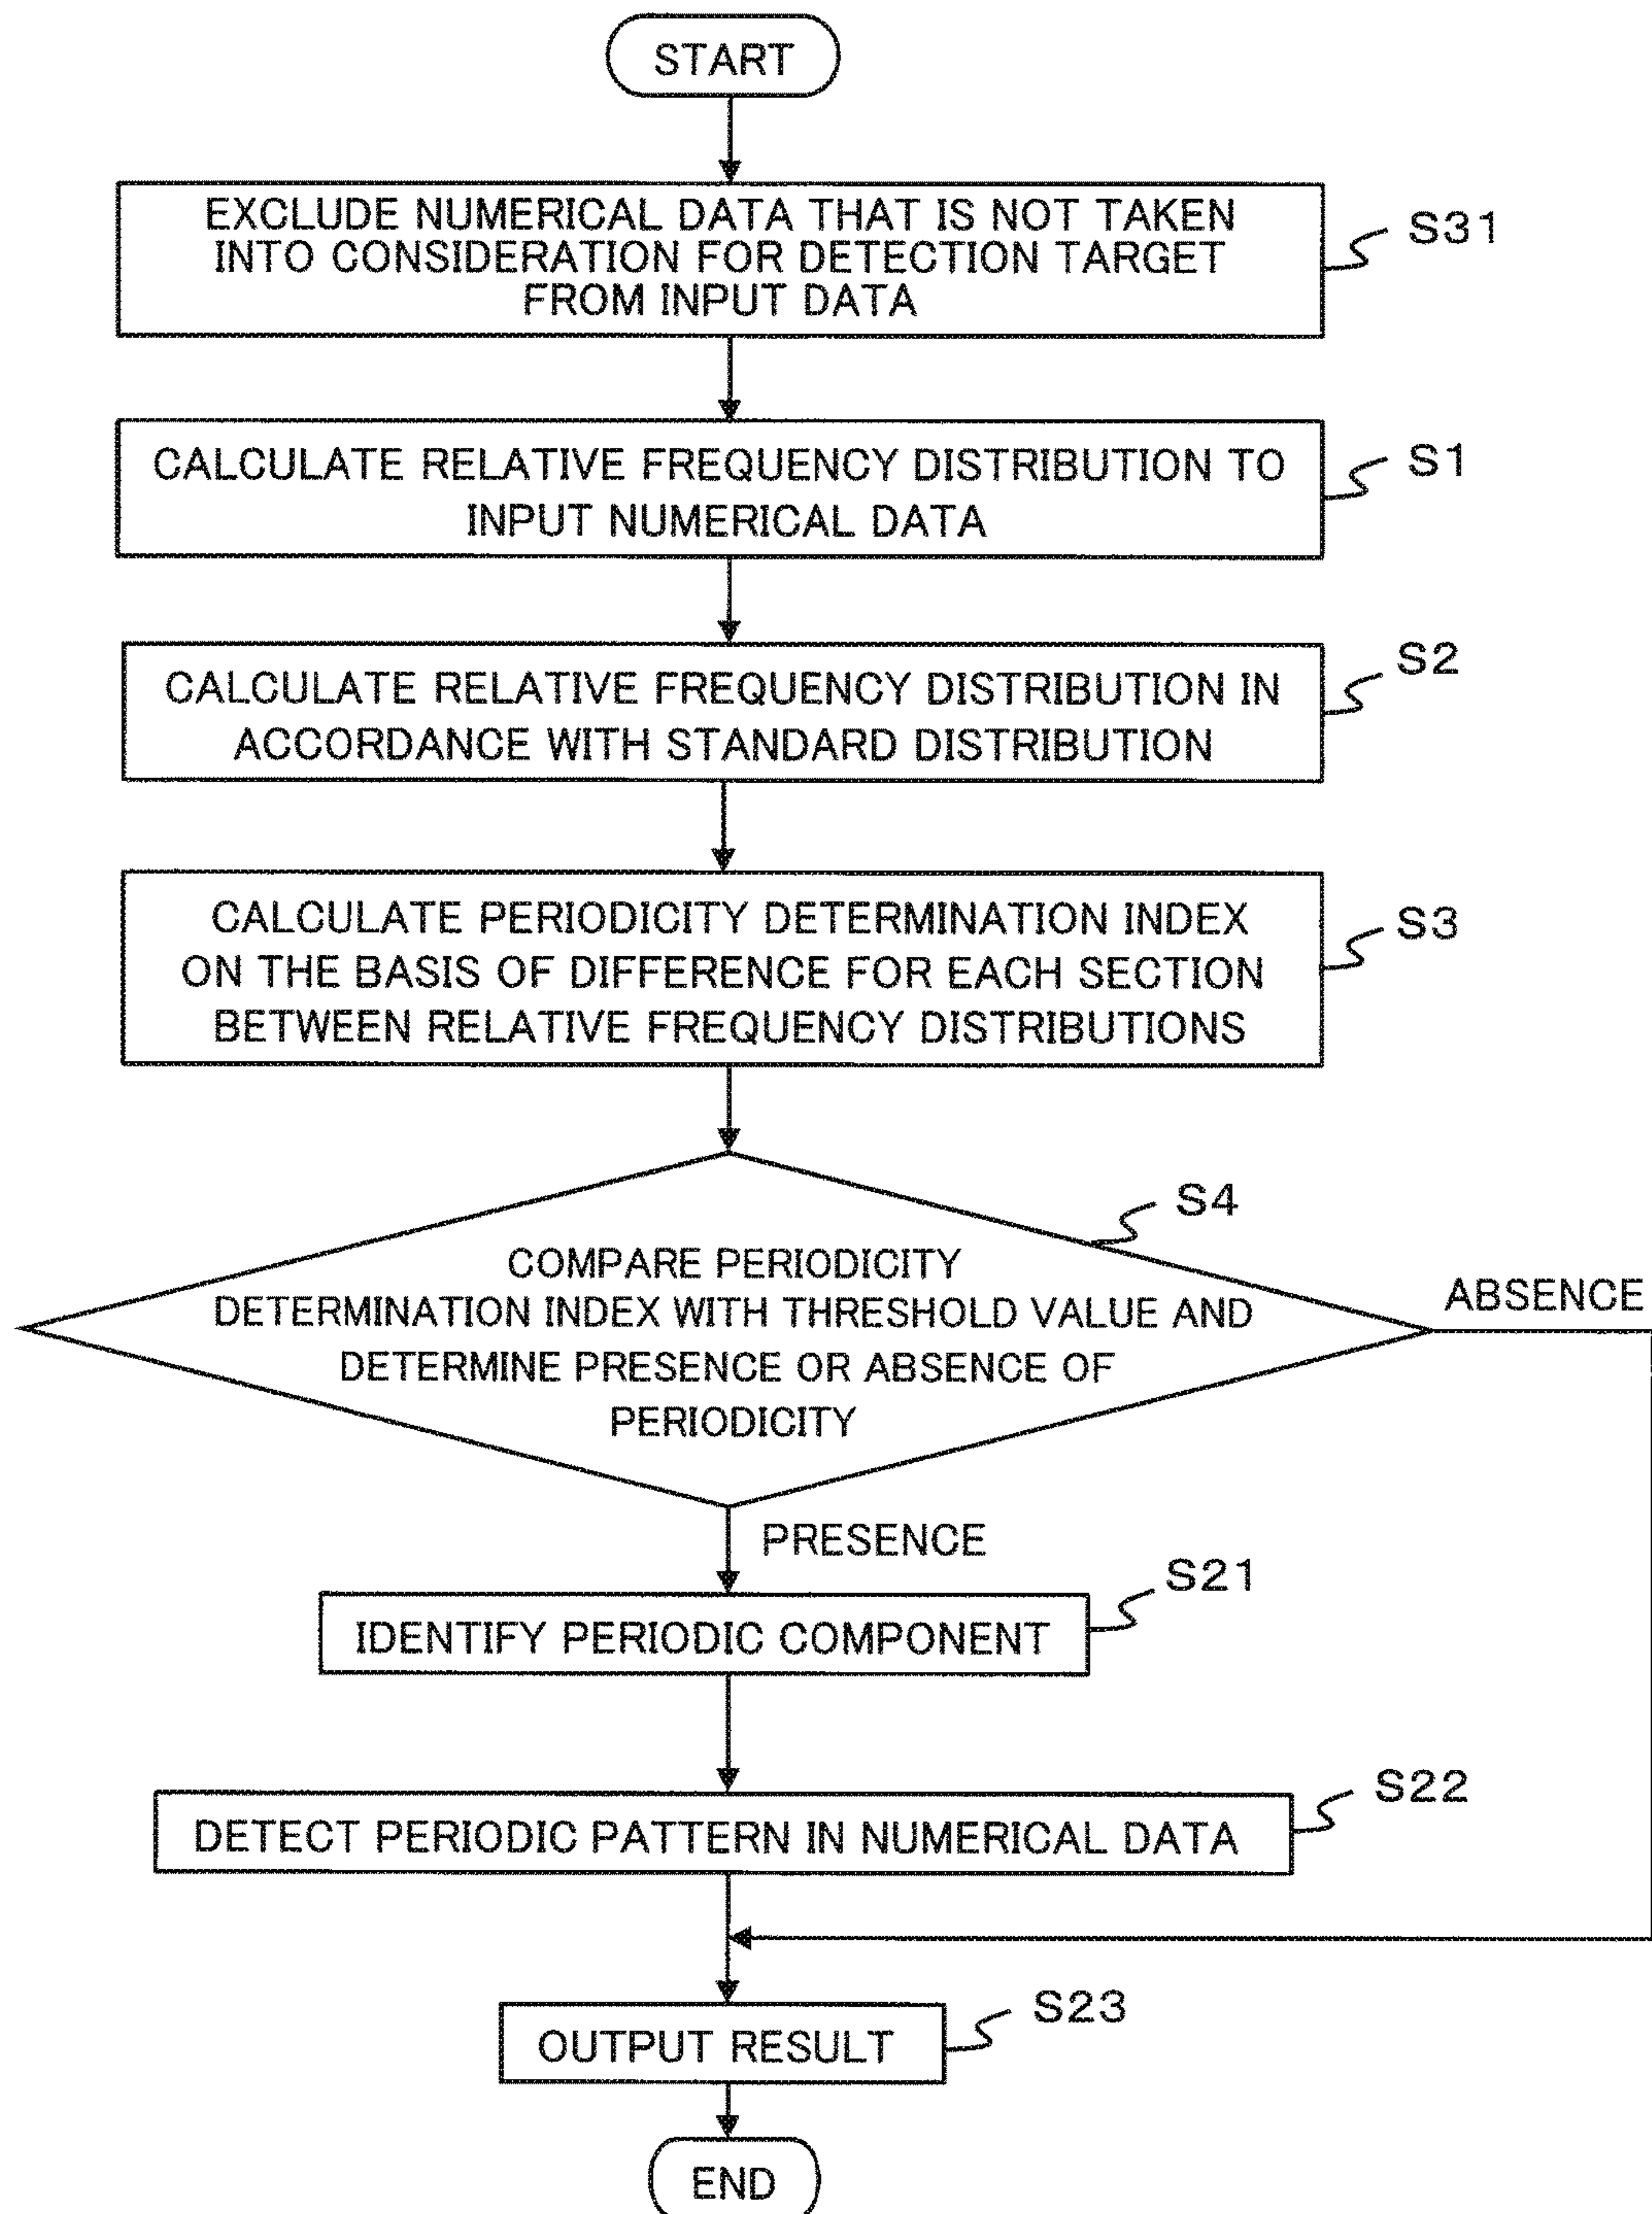 START
EXCLUDE NUMERICAL DATA THAT IS NOT TAKEN
INTO CONSIDERATION FOR DETECTION TARGET
FROM INPUT DATA
S31
CALCULATE RELATIVE FREQUENCY DISTRIBUTION TO
INPUT NUMERICAL DATA
S1
CALCULATE RELATIVE FREQUENCY DISTRIBUTION IN
ACCORDANCE WITH STANDARD DISTRIBUTION
S2
CALCULATE PERIODICITY DETERMINATION INDEX
ON THE BASIS OF DIFFERENCE FOR EACH SECTION
BETWEEN RELATIVE FREQUENCY DISTRIBUTIONS
S3
S4
COMPARE PERIODICITY
DETERMINATION INDEX WITH THRESHOLD VALUE AND
DETERMINE PRESENCE OR ABSENCE OF
PERIODICITY
ABSENCE
PRESENCE
S21
IDENTIFY PERIODIC COMPONENT
S22
DETECT PERIODIC PATTERN IN NUMERICAL DATA
S23
OUTPUT RESULT
END